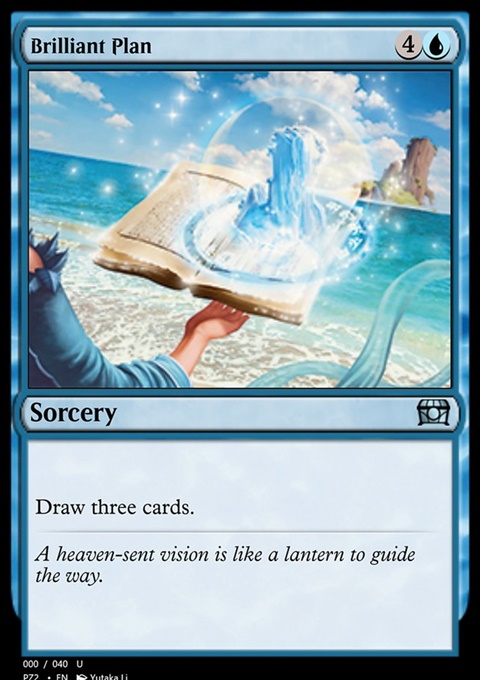 Brilliant Plan 4
Sorcery
Draw three cards.
A heaven-sent vision is like a lantern to guide
the way.
000 / 040 U
PZ2 • EN Yutaka Li